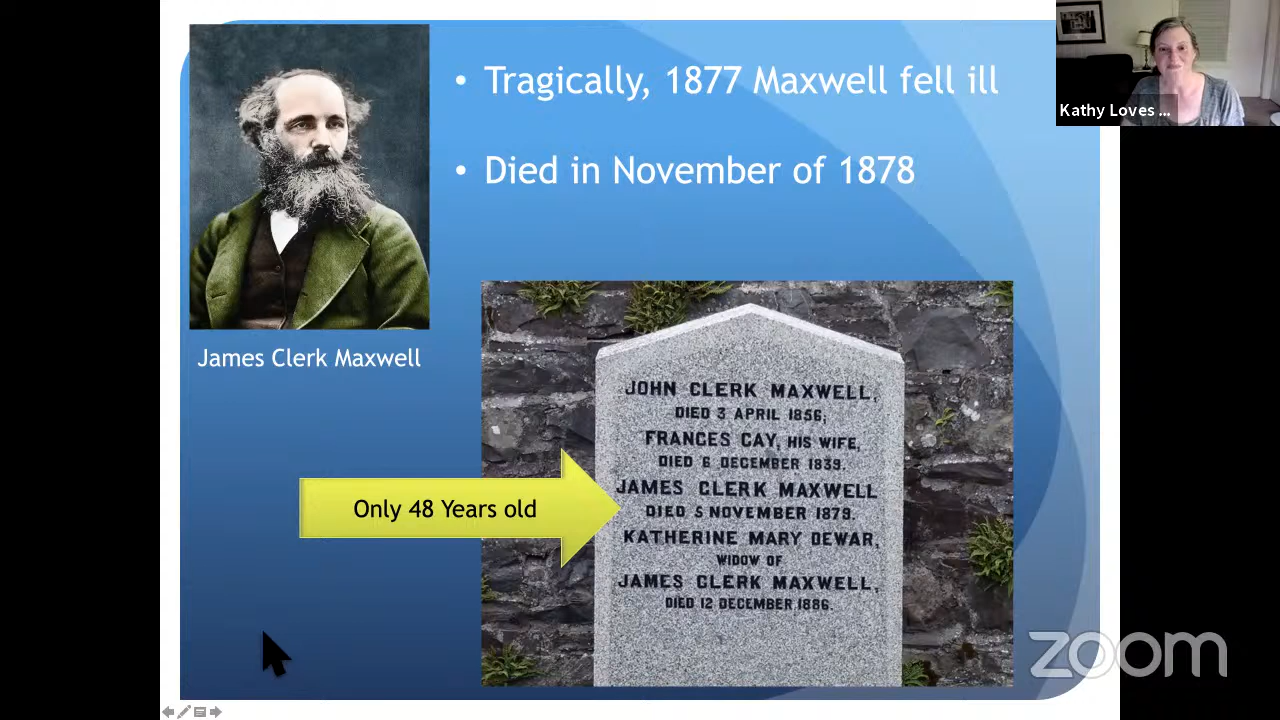 • Tragically, 1877 Maxwell fell ill
• Died in November of 1878
Kathy Loves ...
James Clerk Maxwell
Only 48 Years old
JOHN CLERK MAXWELL,
DIED 3 APRIL 1856,
FRANCES CAY, HIS WIFE,
DIED 6 DECEMBER 1839.
JAMES CLERK MAXWELL
DIED 5 NOVEMBER 1879.
KATHERINE MARY DEWAR,
WIDOW OF
JAMES CLERK MAXWELL,
DIED 12 DECEMBER 1886.
zoom